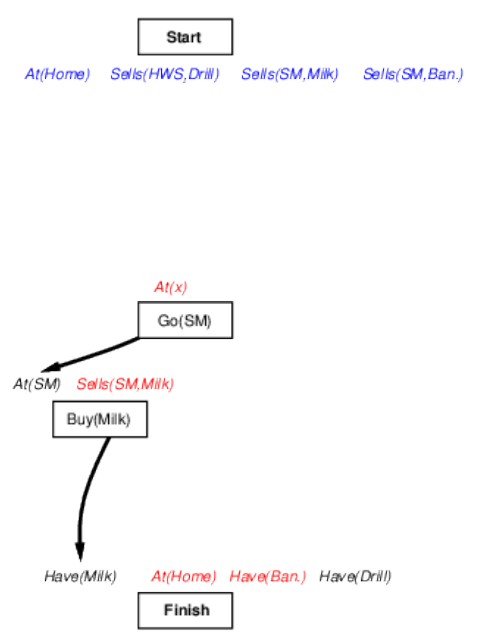 Start
At(Home) Sells(HWS,Drill) Sells(SM,Milk) Sells(SM,Ban.)
At(x)
Go(SM)
At(SM) Sells(SM,Milk)
Buy(Milk)
Have(Milk) At(Home) Have(Ban.) Have(Drill)
Finish